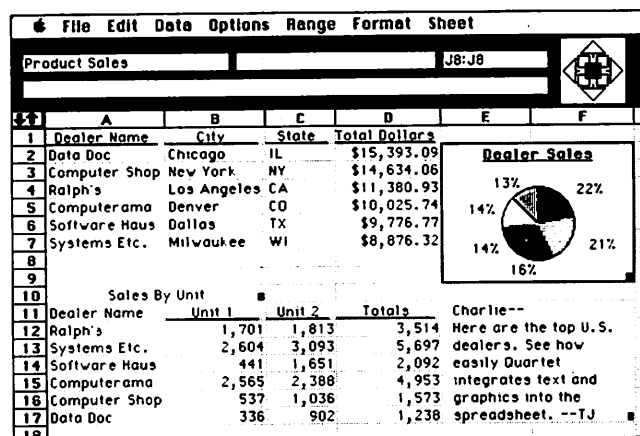 File Edit Data Options Range Format Sheet
Product Sales J8:J8
A B C D E F
1 Dealer Name City State Total Dollars
2 Data Doc Chicago IL $15,393.09
3 Computer Shop New York NY $14,634.06
4 Ralph's Los Angeles CA $11,380.93
5 Computerama Denver CO $10,025.74
6 Software Haus Dallas TX $9,776.77
7 Systems Etc. Milwaukee WI $8,876.32
8
9
Dealer Sales
13% 22%
14%
14% 21%
16%
10 Sales By Unit
11 Dealer Name Unit 1 Unit 2 Totals Charlie--
12 Ralph's 1,701 1,813 3,514 Here are the top U.S.
13 Systems Etc. 2,604 3,093 5,697 dealers. See how
14 Software Haus 441 1,651 2,092 easily Quartet
15 Computerama 2,565 2,388 4,953 integrates text and
16 Computer Shop 537 1,036 1,573 graphics into the
17 Data Doc 336 902 1,238 spreadsheet. --TJ
18